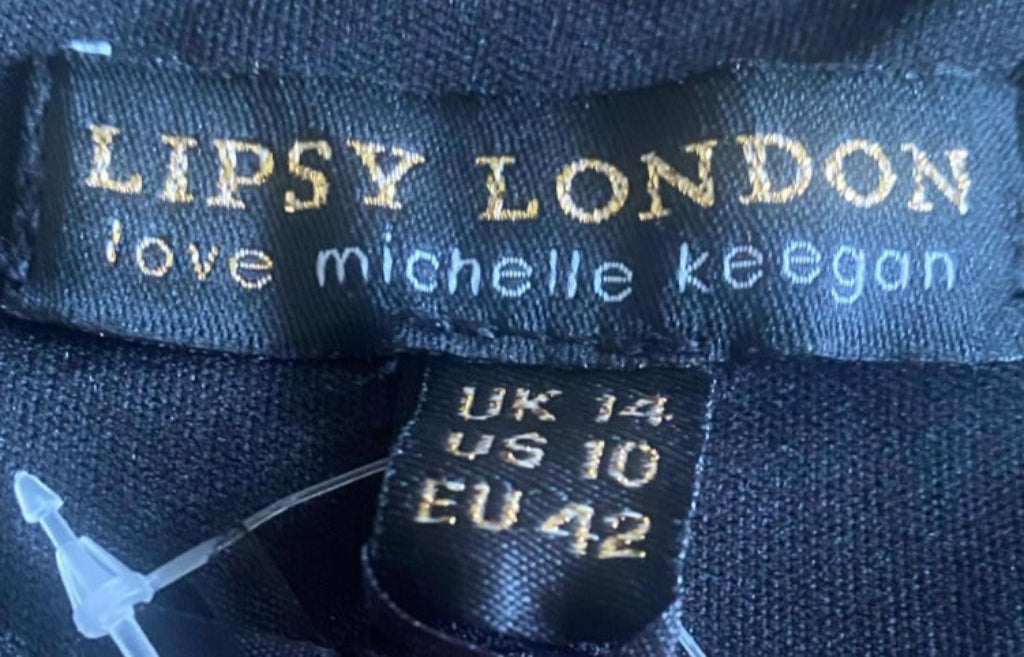 LIPSY LONDON
love michelle keegan
UK 14
US 10
EU 42